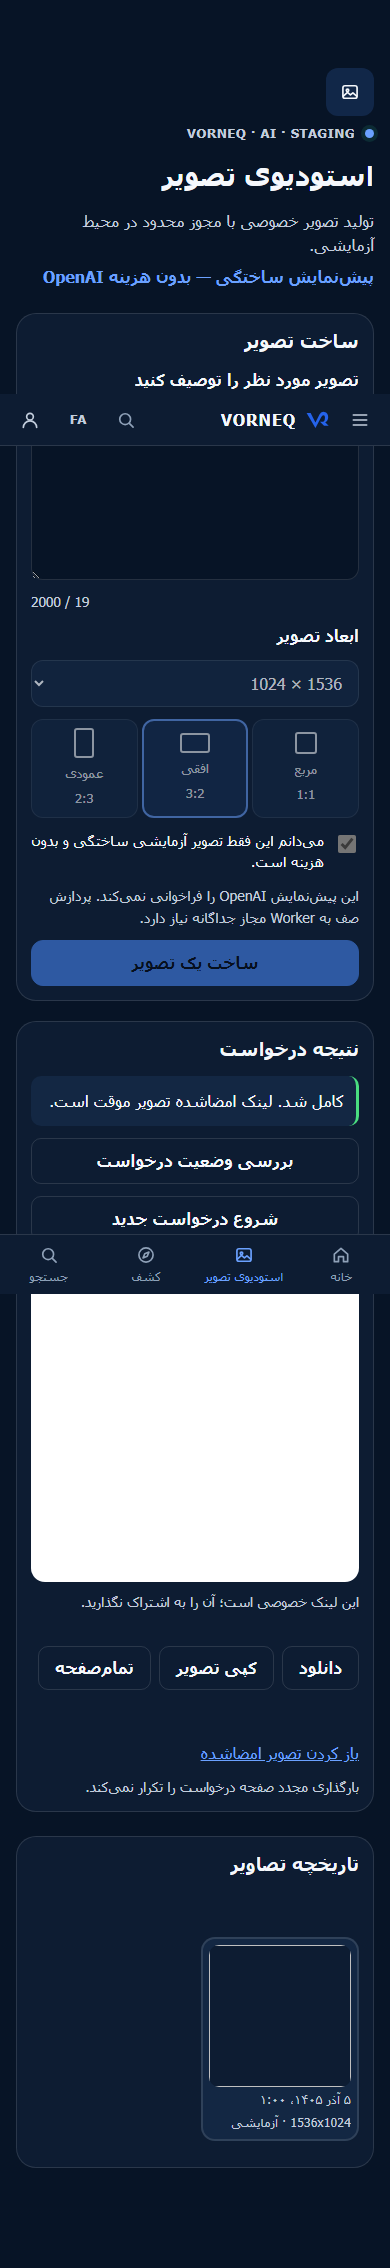 VORNEQ · AI · STAGING
استودیوی تصویر
تولید تصویر خصوصی با مجوز محدود در محیط
آزمایشی.
پیش‌نمایش ساختگی — بدون هزینه OpenAI
ساخت تصویر
تصویر مورد نظر را توصیف کنید
VORNEQ
FA
19 / 2000
ابعاد تصویر
1024 × 1536
مربع
1:1
افقی
3:2
عمودی
2:3
می‌دانم این فقط تصویر آزمایشی ساختگی و بدون
هزینه است.
این پیش‌نمایش OpenAI را فراخوانی نمی‌کند. پردازش
صف به Worker مجاز جداگانه نیاز دارد.
ساخت یک تصویر
نتیجه درخواست
کامل شد. لینک امضاشده تصویر موقت است.
بررسی وضعیت درخواست
شروع درخواست جدید
خانه
استودیوی تصویر
کشف
جستجو
این لینک خصوصی است؛ آن را به اشتراک نگذارید.
دانلود
کپی تصویر
تمام‌صفحه
باز کردن تصویر امضاشده
بارگذاری مجدد صفحه درخواست را تکرار نمی‌کند.
تاریخچه تصاویر
۵ آذر ۱۴۰۵، ۱:۰۰
1536x1024 · آزمایشی